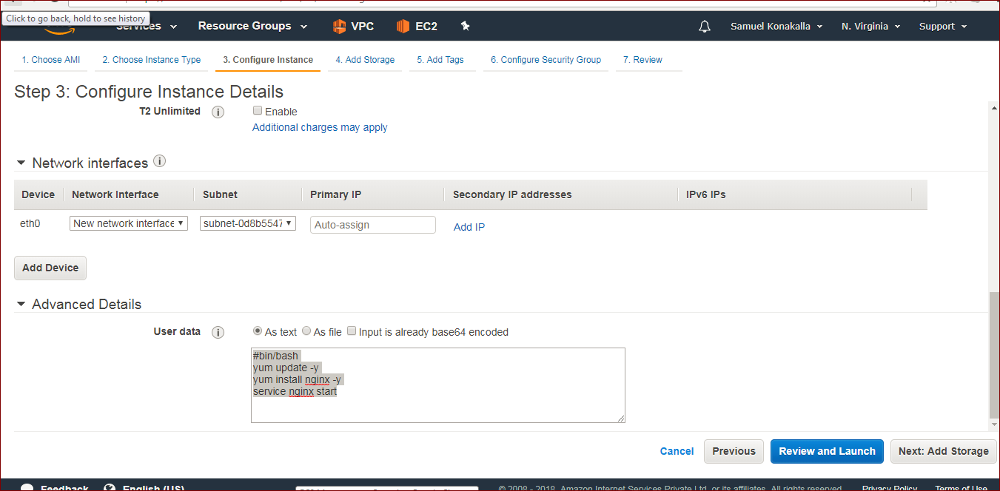 Click to go back, hold to see history
Services Resource Groups VPC EC2 Samuel Konakalla N. Virginia Support
1. Choose AMI 2. Choose Instance Type 3. Configure Instance 4. Add Storage 5. Add Tags 6. Configure Security Group 7. Review
Step 3: Configure Instance Details
T2 Unlimited Enable
Additional charges may apply
Network interfaces
Device Network Interface Subnet Primary IP Secondary IP addresses IPv6 IPs
eth0 New network interface subnet-0d8b5547 Auto-assign Add IP
Add Device
Advanced Details
User data As text As file Input is already base64 encoded
#bin/bash
yum update -y
yum install nginx -y
service nginx start
Cancel Previous Review and Launch Next: Add Storage
Feedback English (US) © 2008 - 2018, Amazon Internet Services Private Ltd. or its affiliates. All rights reserved. Privacy Policy Terms of Use